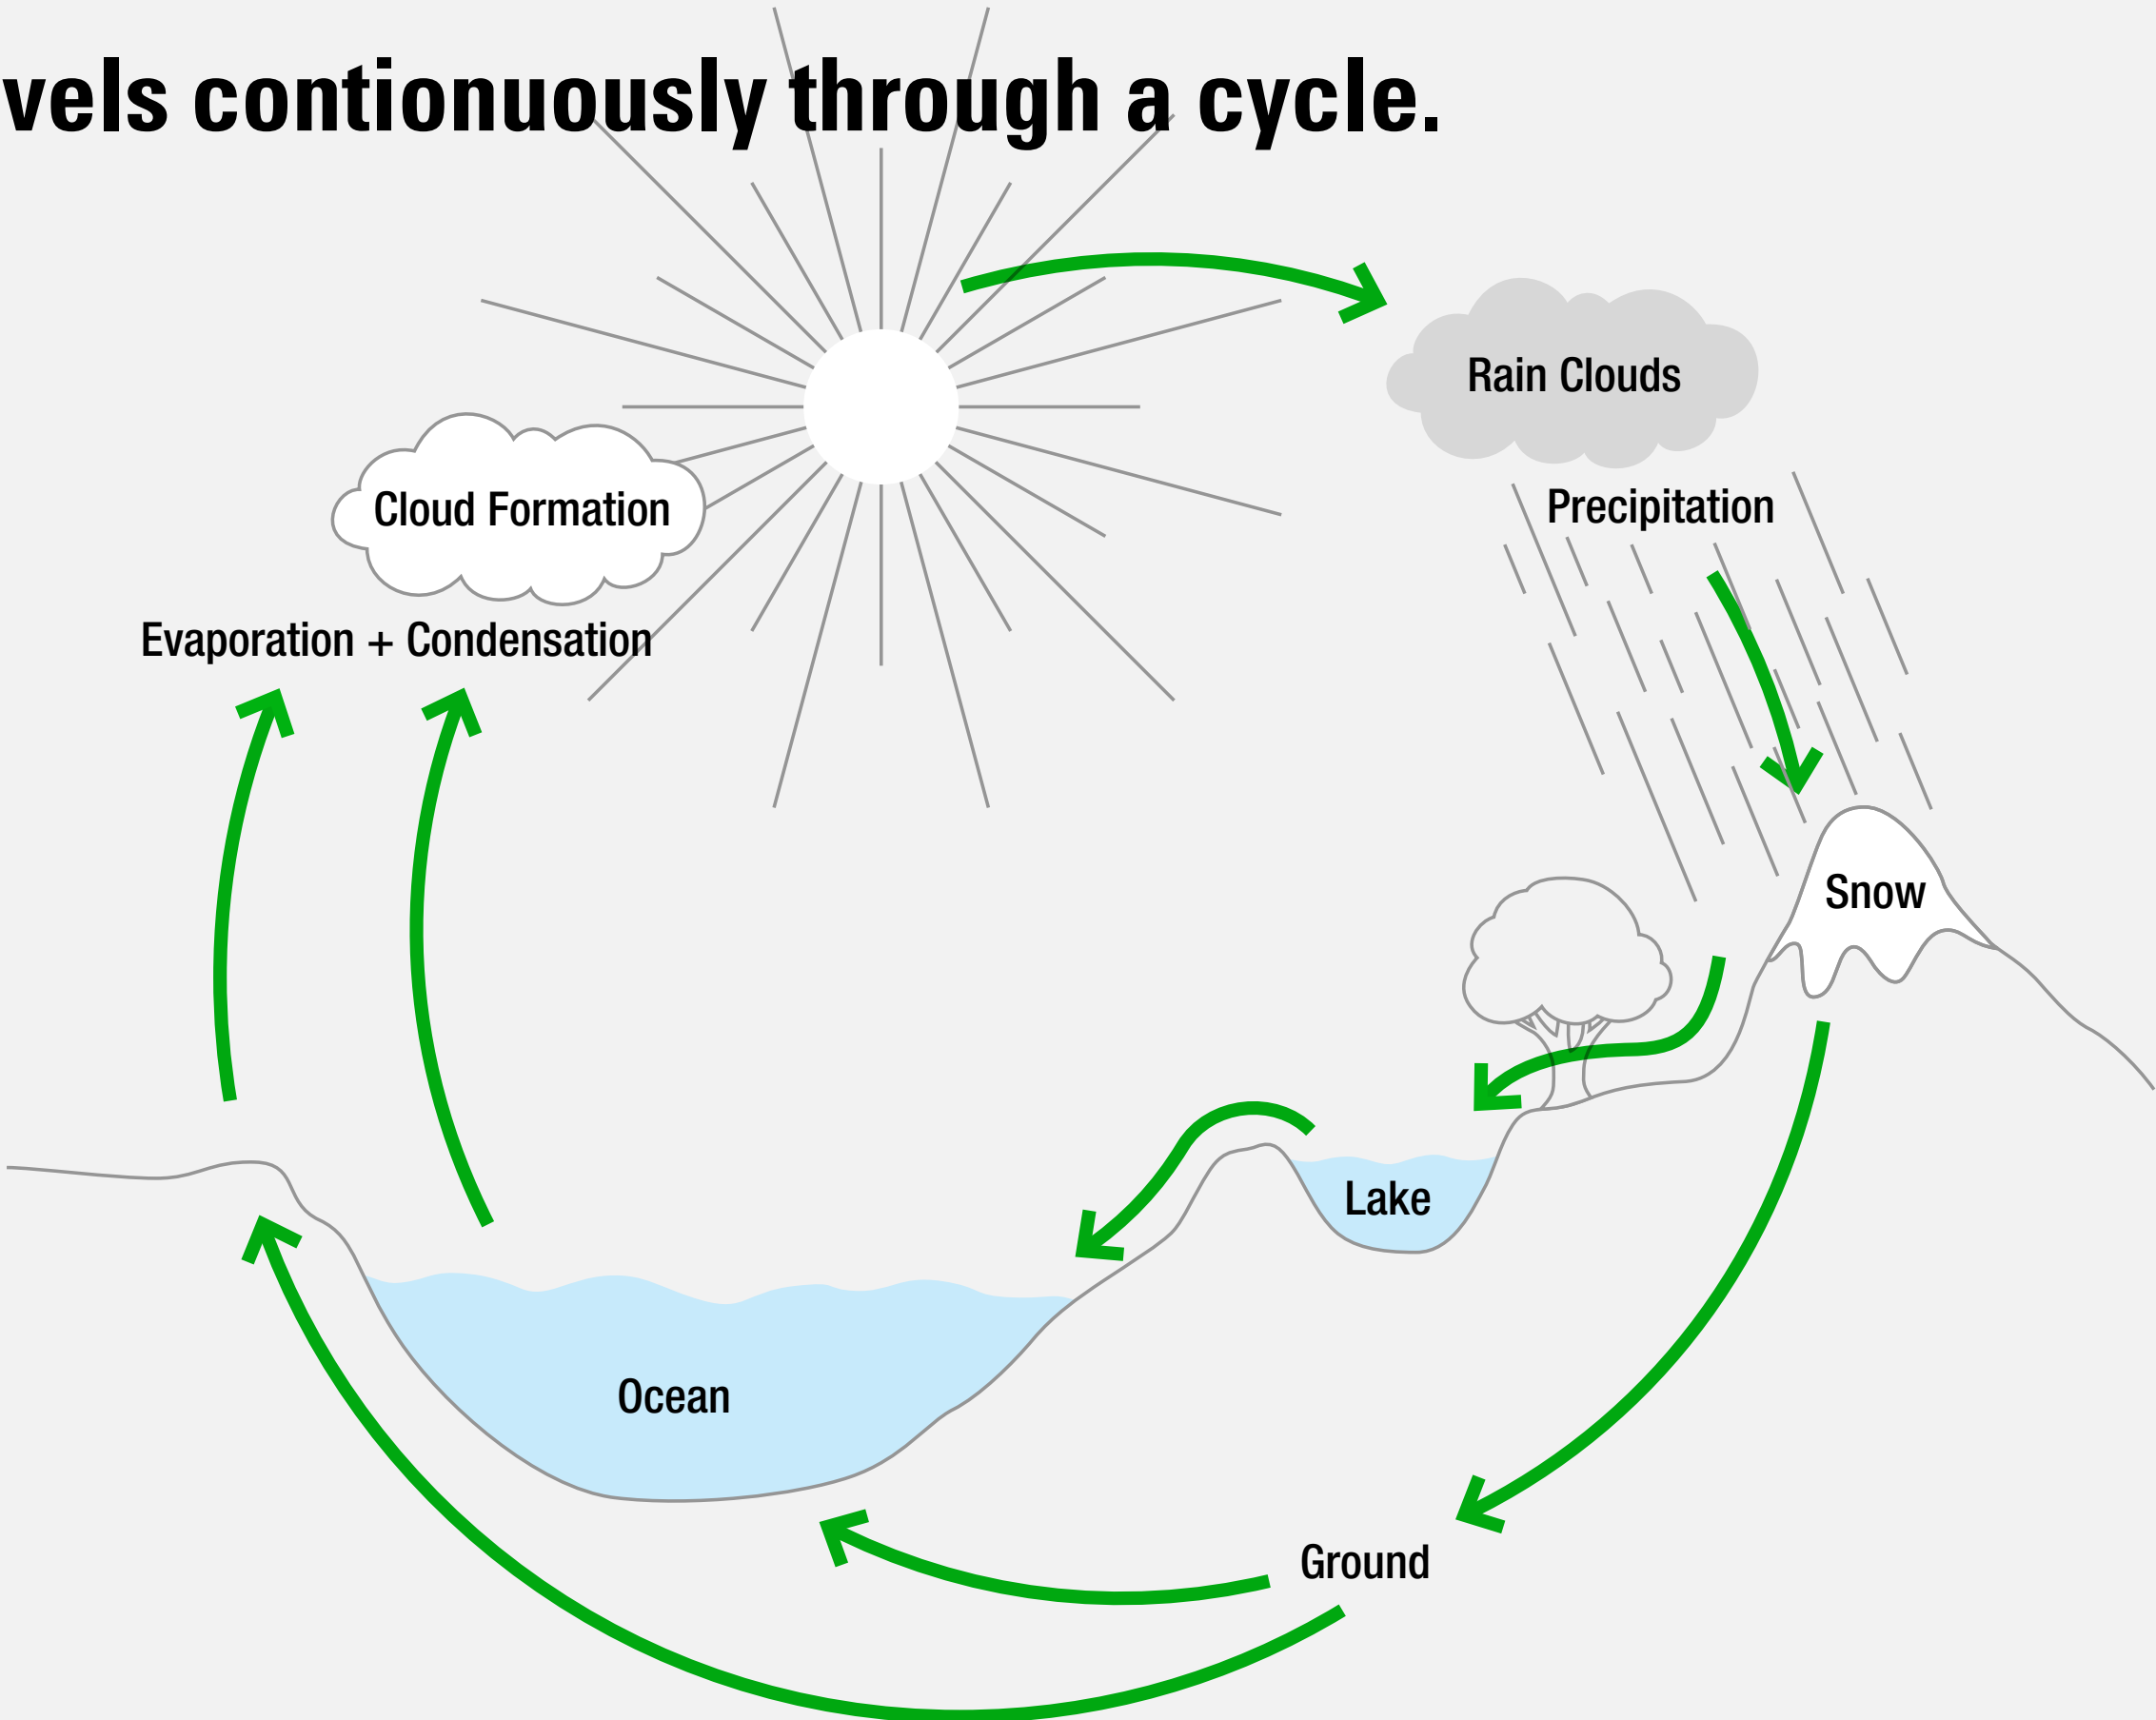 vels contionuously through a cycle.
Rain Clouds
Cloud Formation
Precipitation
Evaporation + Condensation
Snow
Lake
Ocean
Ground